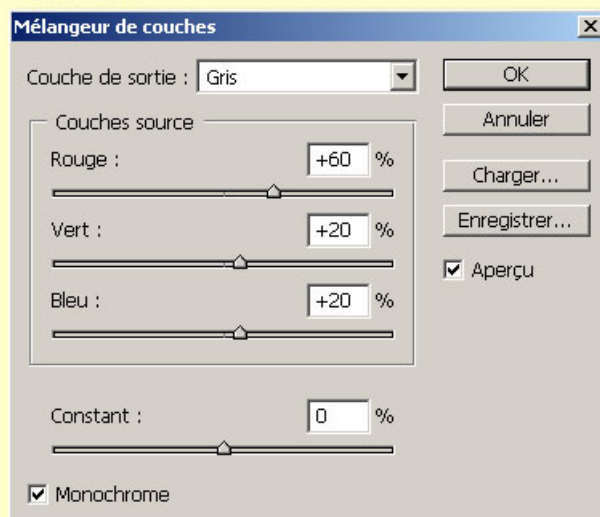 Mélangeur de couches
Couche de sortie : Gris
OK
Annuler
Charger...
Enregistrer...
Aperçu
Couches source
Rouge : +60 %
Vert : +20 %
Bleu : +20 %
Constant : 0 %
Monochrome